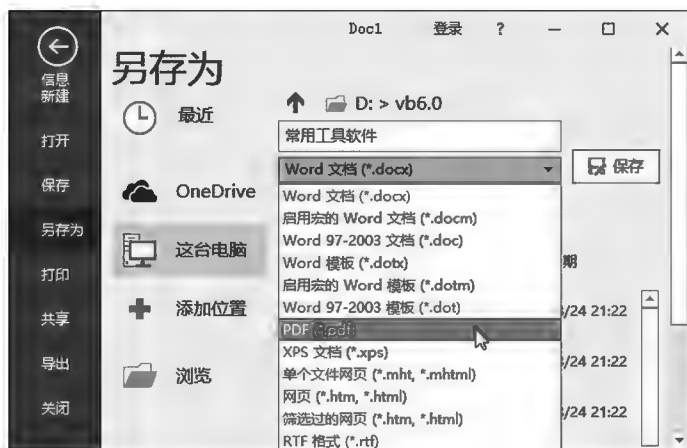 Doc1 登录 ?
信息
新建
打开
保存
另存为
打印
共享
导出
关闭
另存为
最近
OneDrive
这台电脑
添加位置
浏览
D: > vb6.0
常用工具软件
Word 文档 (*.docx)
保存
Word 文档 (*.docx)
启用宏的 Word 文档 (*.docm)
Word 97-2003 文档 (*.doc)
Word 模板 (*.dotx)
启用宏的 Word 模板 (*.dotm)
Word 97-2003 模板 (*.dot)
PDF (*.pdf)
XPS 文档 (*.xps)
单个文件网页 (*.mht, *.mhtml)
网页 (*.htm, *.html)
筛选过的网页 (*.htm, *.html)
RTF 格式 (*.rtf)
期
/24 21:22
/24 21:22
/24 21:22